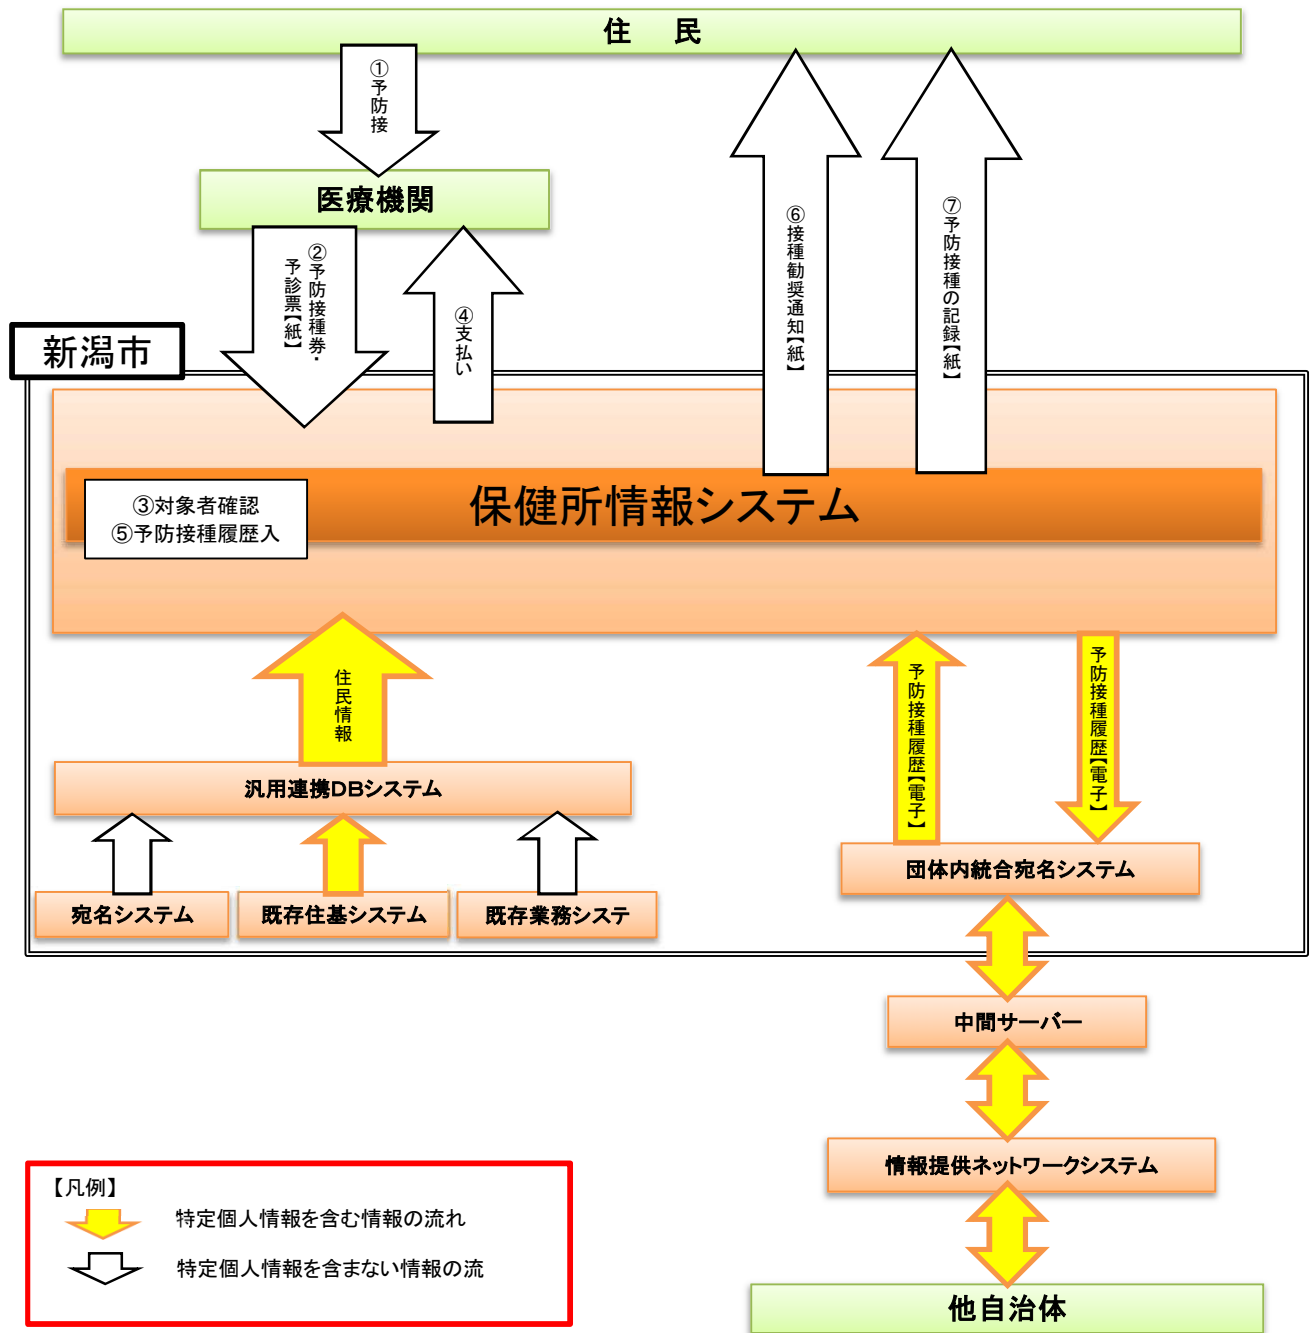 住　民
①予防接
医療機関
②予防接種券・
予診票【紙】
④支払い
⑥接種勧奨通知【紙】
⑦予防接種の記録【紙】
新潟市
保健所情報システム
③対象者確認
⑤予防接種履歴入
住民情報
予防接種履歴【電子】
予防接種履歴【電子】
汎用連携DBシステム
団体内統合宛名システム
宛名システム
既存住基システム
既存業務システ
中間サーバー
情報提供ネットワークシステム
他自治体
【凡例】
特定個人情報を含む情報の流れ
特定個人情報を含まない情報の流